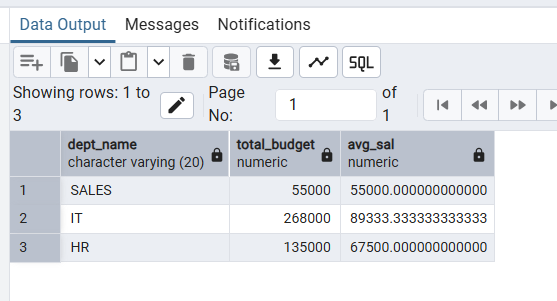 Data Output Messages Notifications
SQL
Showing rows: 1 to 3
Page No:
1
of 1
dept_name
character varying (20)
total_budget
numeric
avg_sal
numeric
1 SALES 55000 55000.000000000000
2 IT 268000 89333.333333333333
3 HR 135000 67500.000000000000